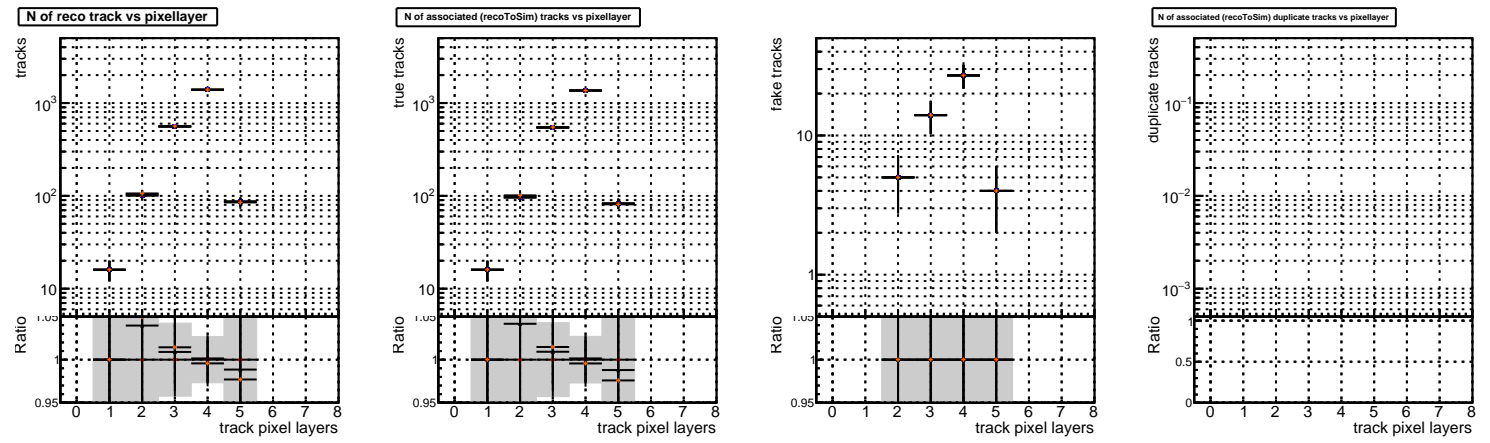 N of reco track vs pixellayer
tracks
10³
10²
10
Ratio
1.05
1
0.95
0 1 2 3 4 5 6 7 8
track pixel layers
N of associated (recoToSim) tracks vs pixellayer
true tracks
10³
10²
10
Ratio
1.05
1
0.95
0 1 2 3 4 5 6 7 8
track pixel layers
fake tracks
10
1
Ratio
1.05
1
0.95
0 1 2 3 4 5 6 7 8
track pixel layers
N of associated (recoToSim) duplicate tracks vs pixellayer
duplicate tracks
10⁻¹
10⁻²
10⁻³
Ratio
1
0.5
0
0 1 2 3 4 5 6 7 8
track pixel layers